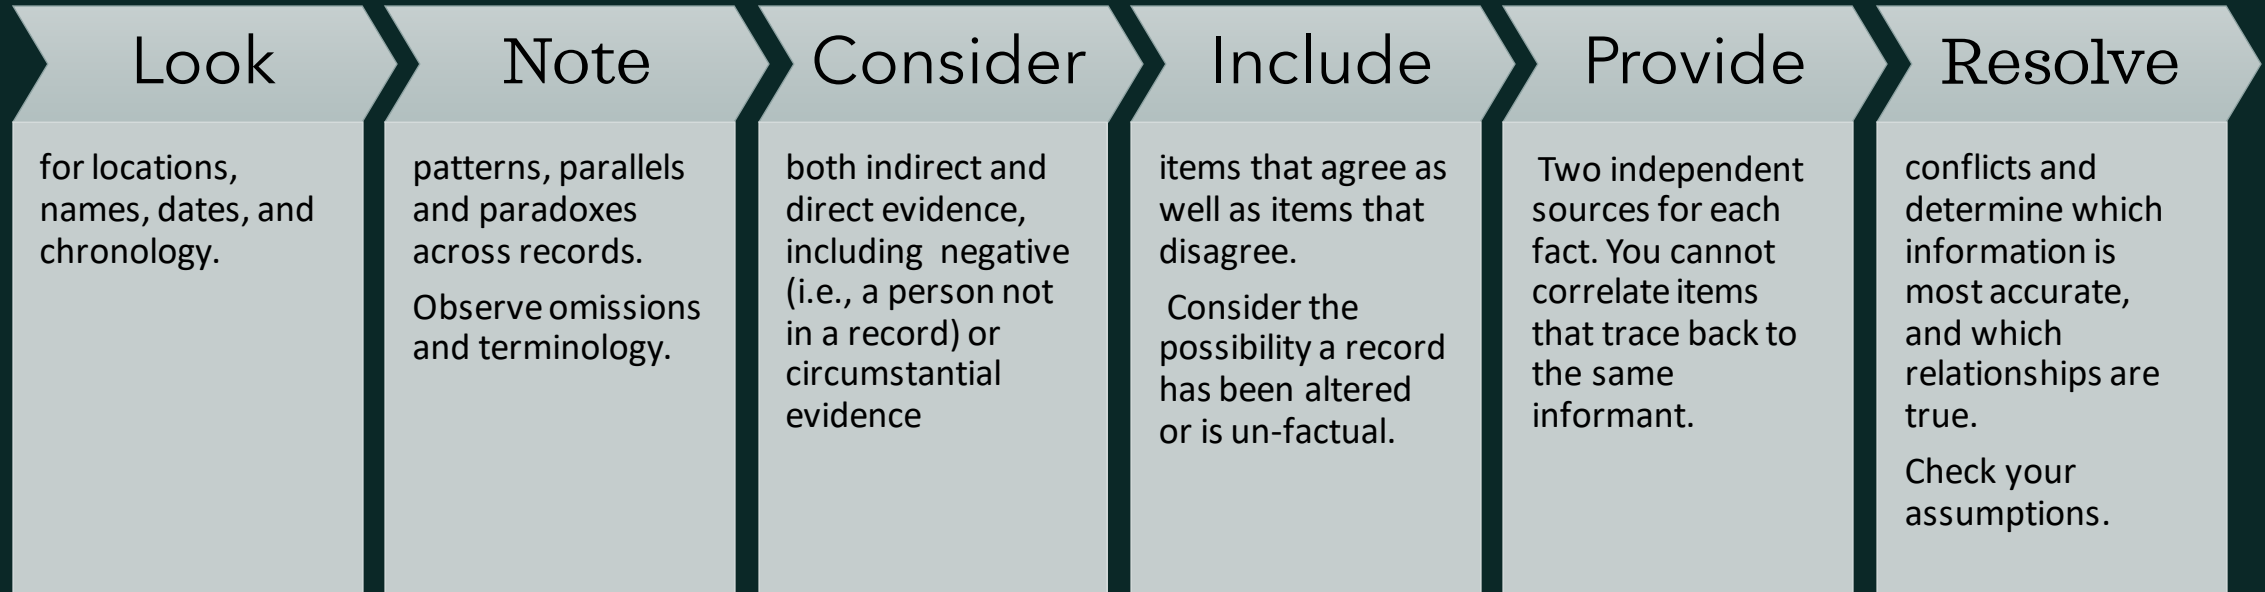 Look
for locations,
names, dates, and
chronology.
Note
patterns, parallels
and paradoxes
across records.
Observe omissions
and terminology.
Consider
both indirect and
direct evidence,
including  negative
(i.e., a person not
in a record) or
circumstantial
evidence
Include
items that agree as
well as items that
disagree.
Consider the
possibility a record
has been altered
or is un-factual.
Provide
Two independent
sources for each
fact. You cannot
correlate items
that trace back to
the same
informant.
Resolve
conflicts and
determine which
information is
most accurate,
and which
relationships are
true.
Check your
assumptions.